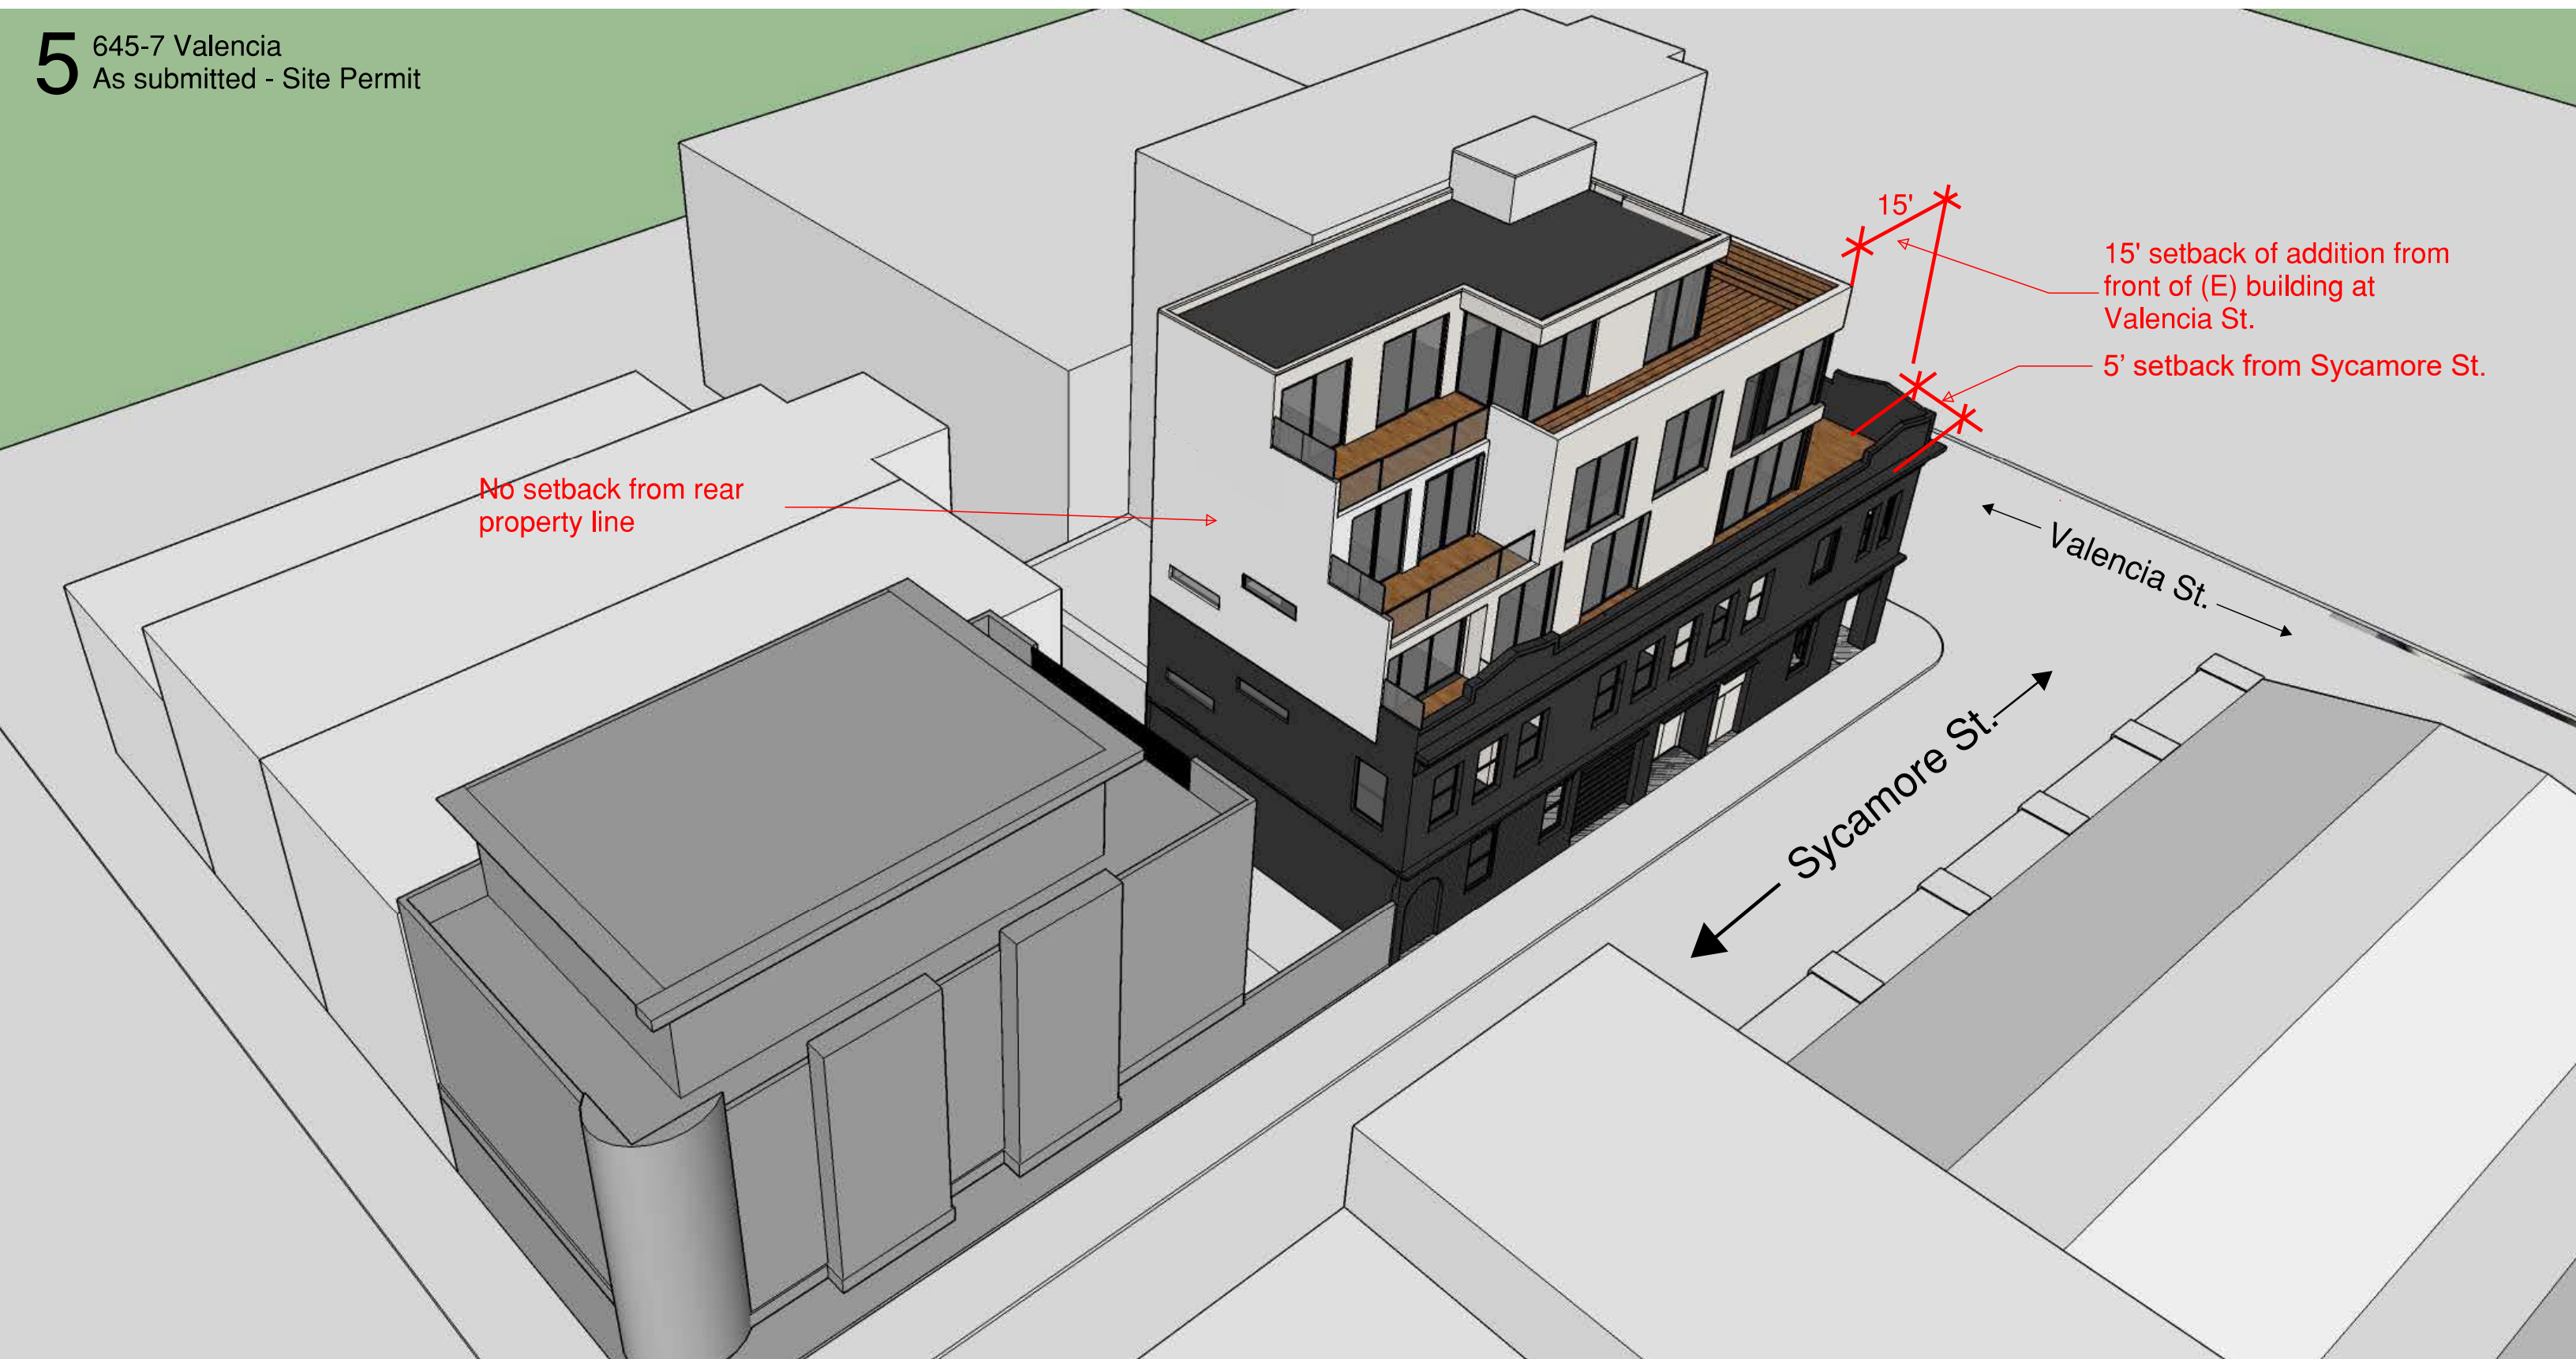 5
645-7 Valencia
As submitted - Site Permit
15'
15' setback of addition from
front of (E) building at
Valencia St.
5’ setback from Sycamore St.
No setback from rear
property line
Valencia St.
Sycamore St.